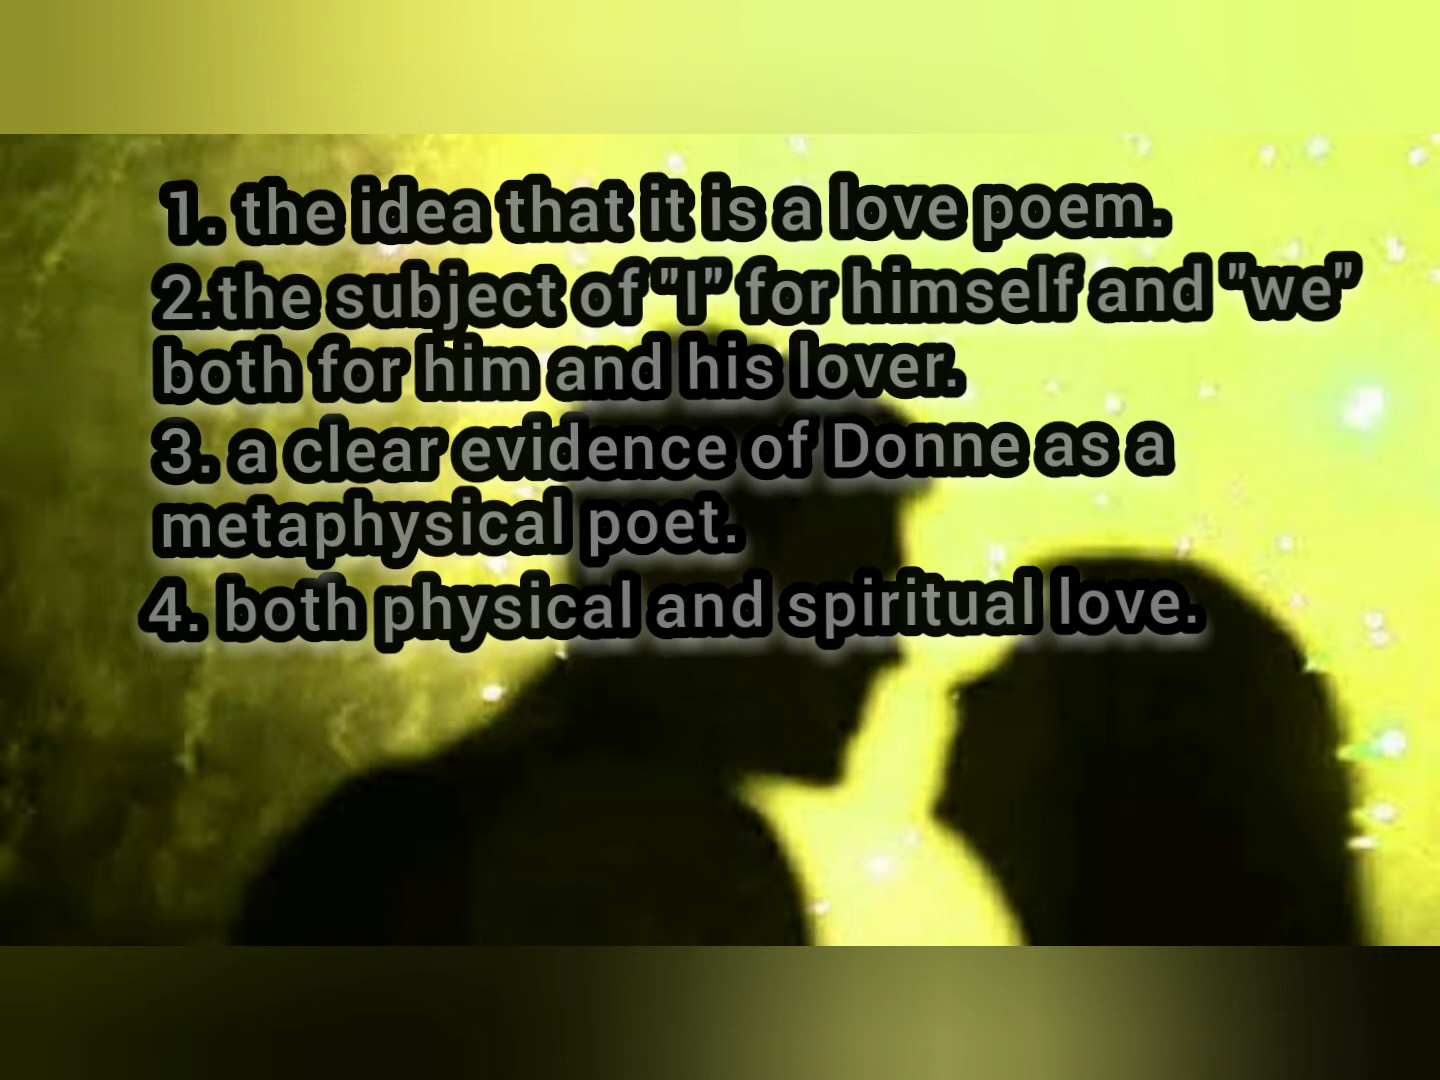 1. the idea that it is a love poem.
2.the subject of "I" for himself and "we"
both for him and his lover.
3. a clear evidence of Donne as a
metaphysical poet.
4. both physical and spiritual love.